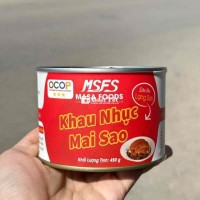 OCOP
MSFS
MASA FOODS
Khau Nhục
Mai Sao
Khối Lượng Tịnh: 450 g